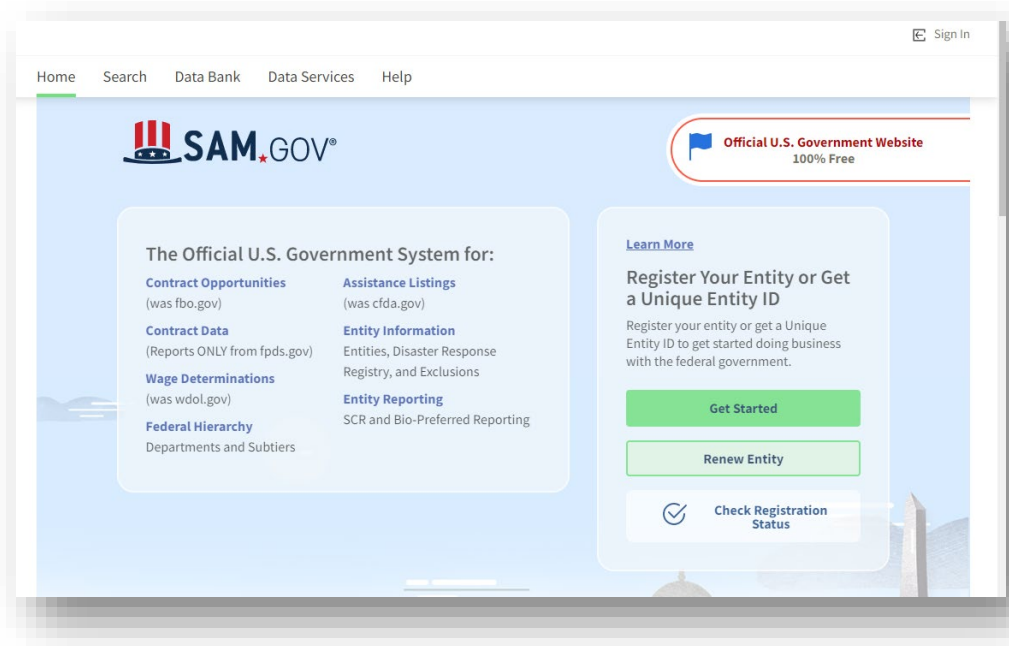 Sign In
Home Search Data Bank Data Services Help
SAM.GOV®
Official U.S. Government Website
100% Free
The Official U.S. Government System for:
Contract Opportunities
(was fbo.gov)
Contract Data
(Reports ONLY from fpds.gov)
Wage Determinations
(was wdol.gov)
Federal Hierarchy
Departments and Subtiers
Assistance Listings
(was cfda.gov)
Entity Information
Entities, Disaster Response
Registry, and Exclusions
Entity Reporting
SCR and Bio-Preferred Reporting
Learn More
Register Your Entity or Get
a Unique Entity ID
Register your entity or get a Unique
Entity ID to get started doing business
with the federal government.
Get Started
Renew Entity
Check Registration
Status